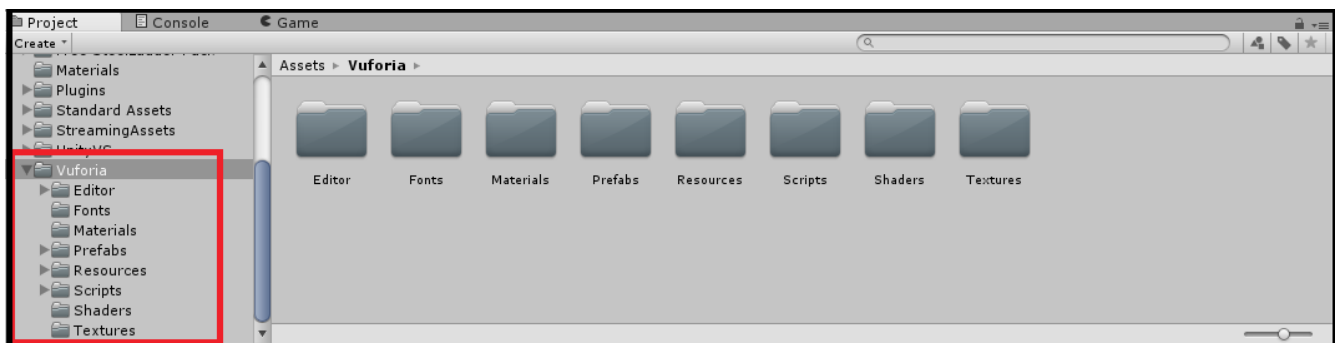 Project Console Game
Create
Materials
Plugins
Standard Assets
StreamingAssets
Vuforia
Editor
Fonts
Materials
Prefabs
Resources
Scripts
Shaders
Textures
Assets Vuforia
Editor Fonts Materials Prefabs Resources Scripts Shaders Textures